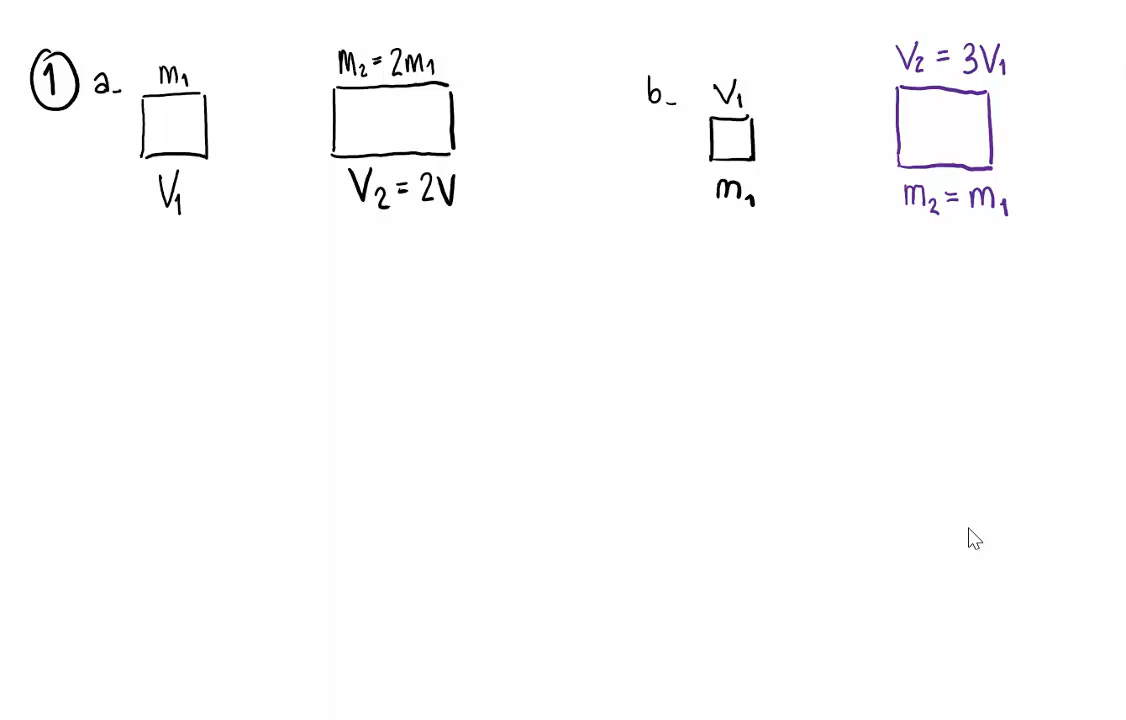 ① a- m₁ m₂ = 2m₁
V₁ V₂ = 2V
b- V₁ V₂ = 3V₁
m₁ m₂ = m₁